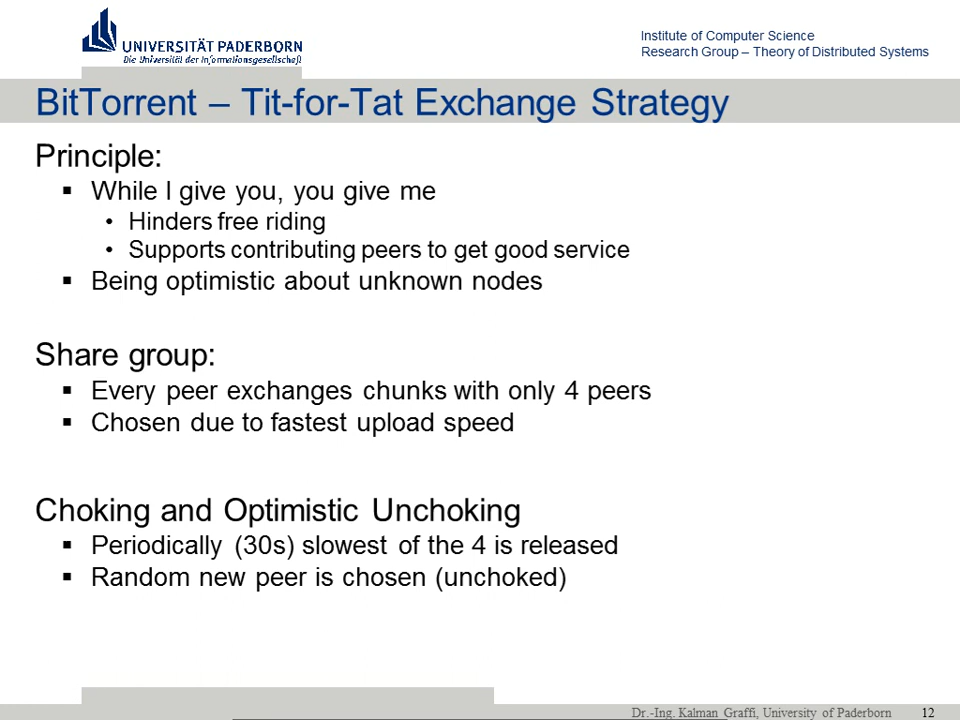 UNIVERSITÄT PADERBORN
Die Universität der Informationsgesellschaft
Institute of Computer Science
Research Group – Theory of Distributed Systems
BitTorrent – Tit-for-Tat Exchange Strategy
Principle:
▪ While I give you, you give me
• Hinders free riding
• Supports contributing peers to get good service
▪ Being optimistic about unknown nodes
Share group:
▪ Every peer exchanges chunks with only 4 peers
▪ Chosen due to fastest upload speed
Choking and Optimistic Unchoking
▪ Periodically (30s) slowest of the 4 is released
▪ Random new peer is chosen (unchoked)
Dr.-Ing. Kalman Graffi, University of Paderborn 12